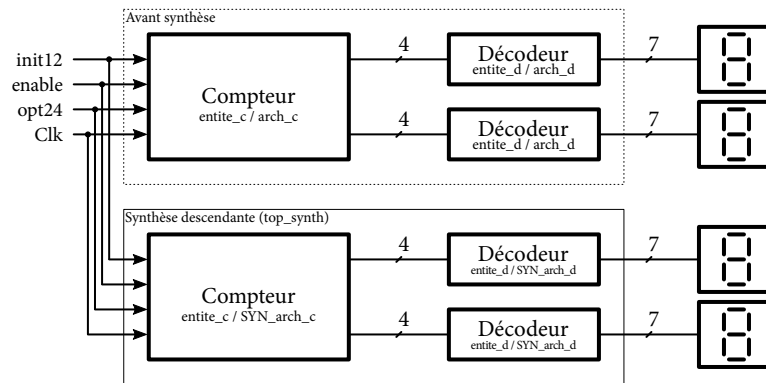 Avant synthèse
init12
enable
opt24
Clk
Compteur
entite_c / arch_c
4
4
Décodeur
entite_d / arch_d
Décodeur
entite_d / arch_d
7
7
Synthèse descendante (top_synth)
Compteur
entite_c / SYN_arch_c
4
4
Décodeur
entite_d / SYN_arch_d
Décodeur
entite_d / SYN_arch_d
7
7